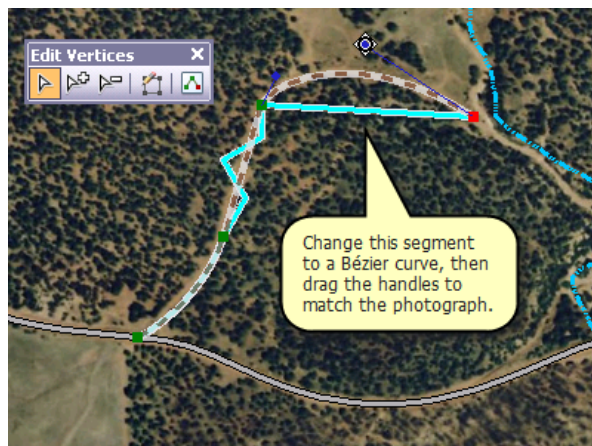 Edit Vertices
Change this segment
to a Bézier curve, then
drag the handles to
match the photograph.